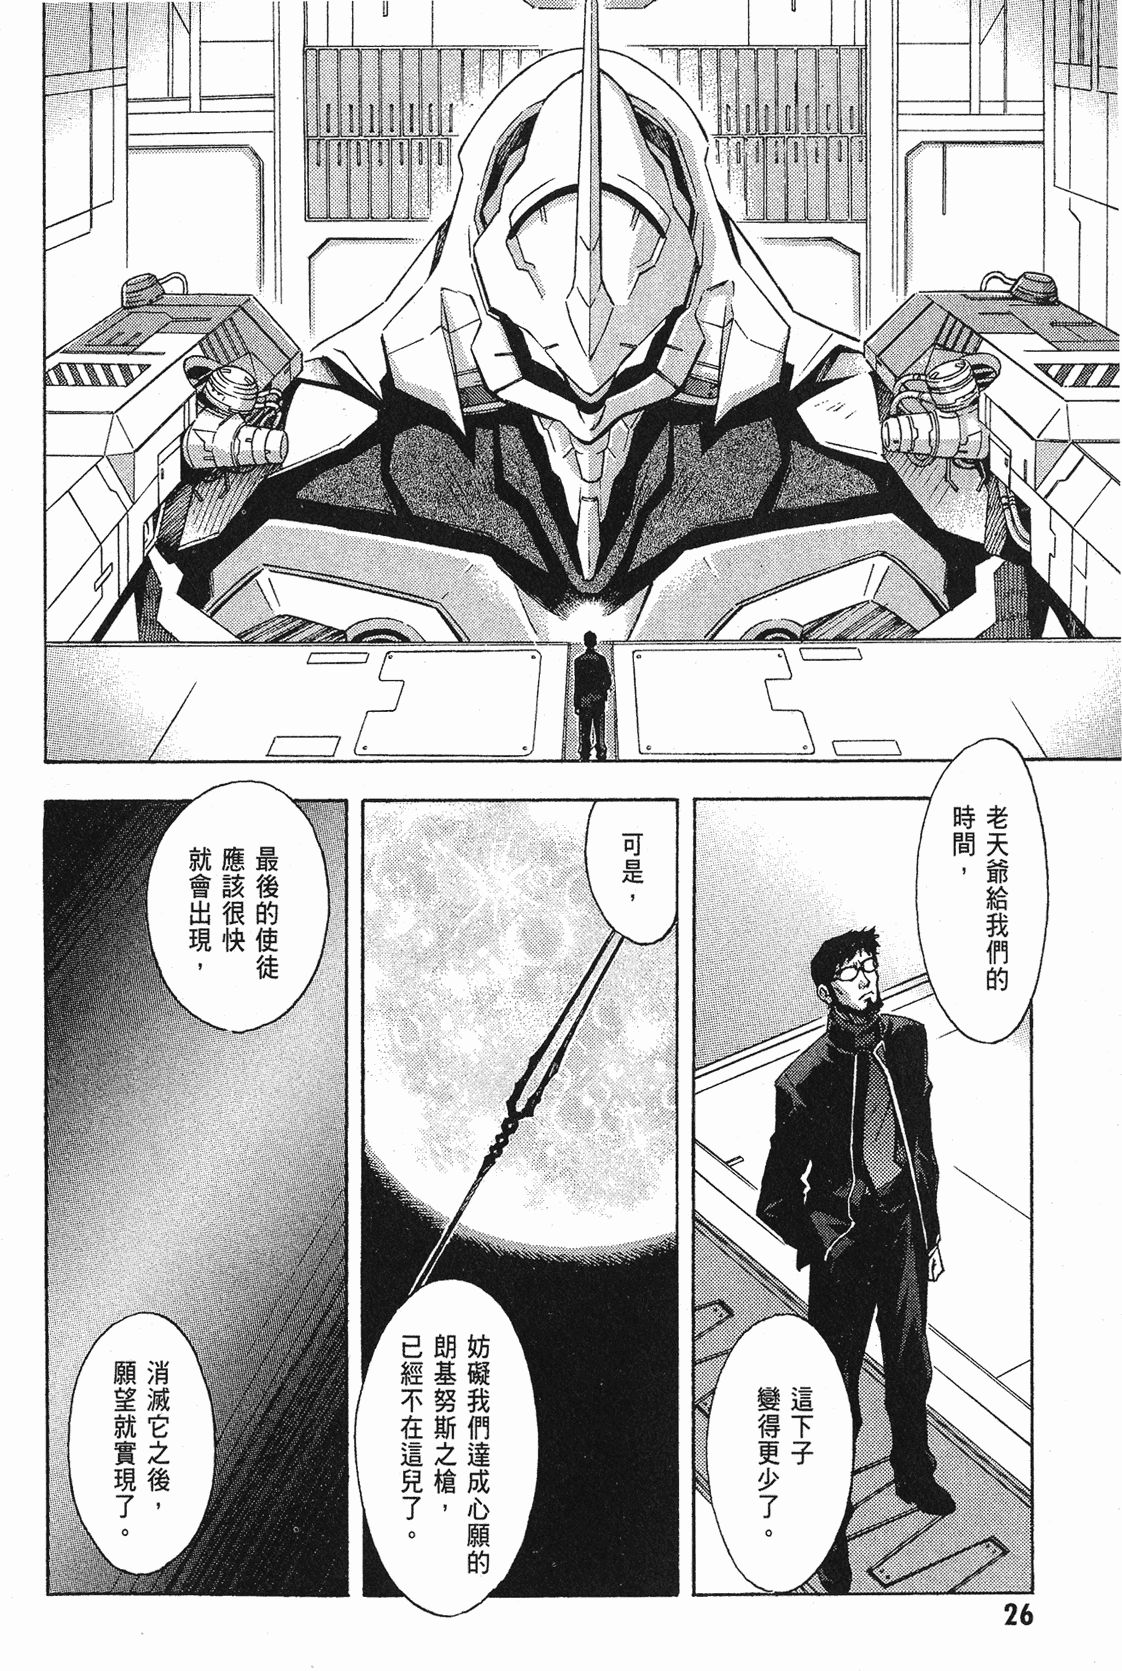 老天爺給我們的
時間，
這下子
變得更少了。
可是，
妨礙我們達成心願的
朗基努斯之槍，
已經不在這兒了。
最後的使徒
應該很快
就會出現，
消滅它之後，
願望就實現了。
26